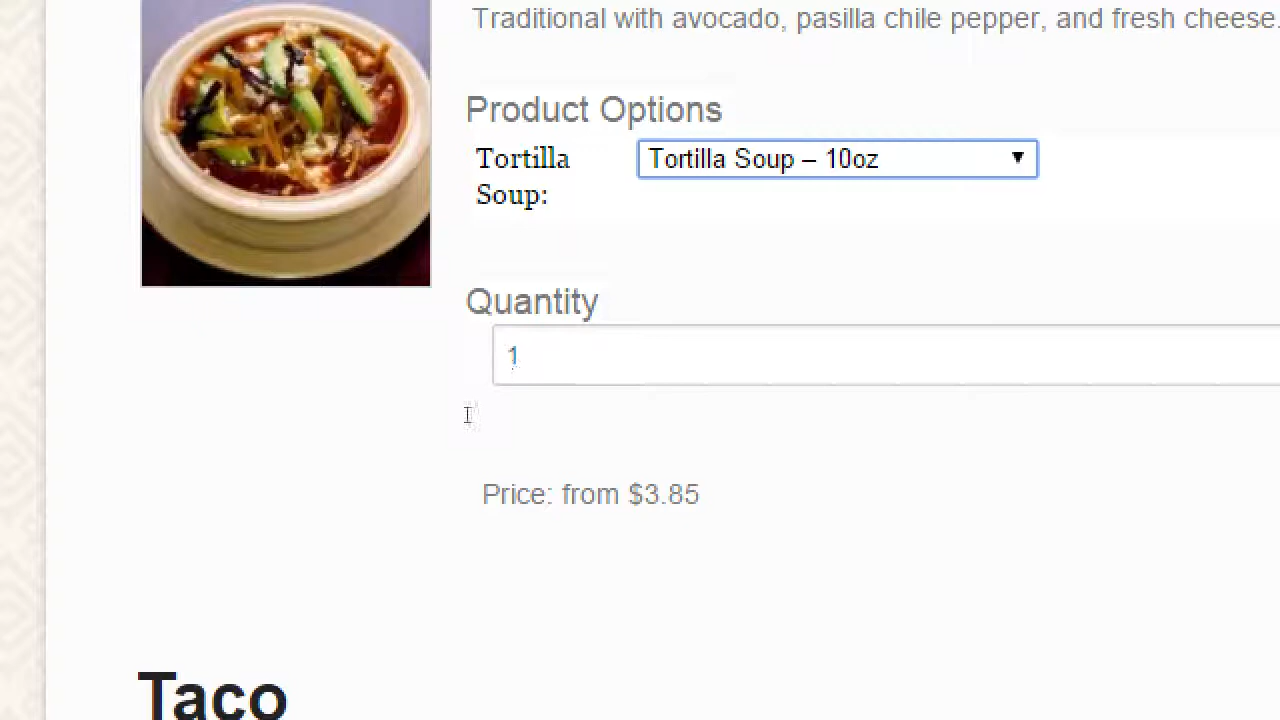 Traditional with avocado, pasilla chile pepper, and fresh cheese.
Product Options
Tortilla Soup:
Tortilla Soup – 10oz
Quantity
1
Price: from $3.85
Taco